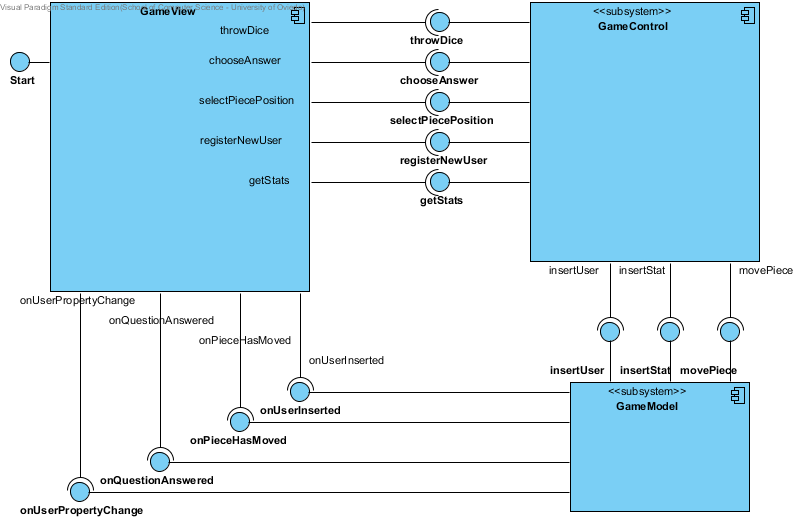 Visual Paradigm Standard Edition(School of Computer Science - University of Oviedo)
GameView
throwDice
chooseAnswer
selectPiecePosition
registerNewUser
getStats
Start
throwDice
chooseAnswer
selectPiecePosition
registerNewUser
getStats
<<subsystem>>
GameControl
insertUser
insertStat
movePiece
onUserPropertyChange
onQuestionAnswered
onPieceHasMoved
onUserInserted
insertUser
insertStat
movePiece
<<subsystem>>
GameModel
onUserInserted
onPieceHasMoved
onQuestionAnswered
onUserPropertyChange